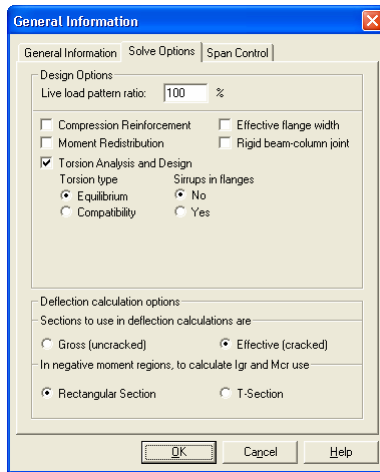 General Information
General Information Solve Options Span Control
Design Options
Live load pattern ratio: 100 %
Compression Reinforcement Effective flange width
Moment Redistribution Rigid beam-column joint
Torsion Analysis and Design
Torsion type Sirrups in flanges
Equilibrium No
Compatibility Yes
Deflection calculation options
Sections to use in deflection calculations are
Gross (uncracked) Effective (cracked)
In negative moment regions, to calculate Igr and Mcr use
Rectangular Section T-Section
OK Cancel Help